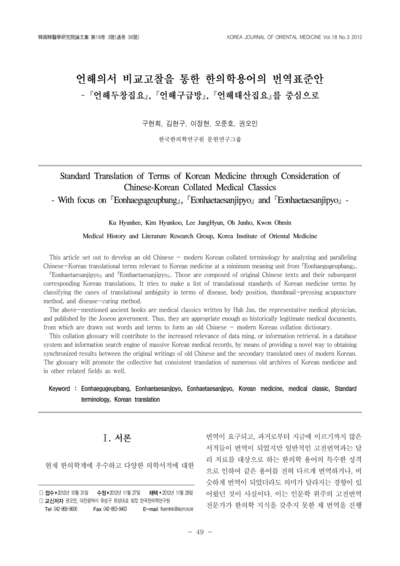 韓國韓醫學硏究院論文集 第18卷 3號(通卷 36號)
KOREA JOURNAL OF ORIENTAL MEDICINE Vol.18 No.3 2012
언해의서 비교고찰을 통한 한의학용어의 번역표준안
- 『언해두창집요』, 『언해구급방』, 『언해태산집요』를 중심으로
구현희, 김현구, 이정현, 오준호, 권오민
한국한의학연구원 문헌연구그룹
Standard Translation of Terms of Korean Medicine through Consideration of
Chinese-Korean Collated Medical Classics
- With focus on 『Eonhaegugeupbang』, 『Eonhaetaesanjipyo』 and 『Eonhaetaesanjipyo』 -
Ku Hyunhee, Kim Hyunkoo, Lee JungHyun, Oh Junho, Kwon Ohmin
Medical History and Literature Research Group, Korea Institute of Oriental Medicine
This article set out to develop an old Chinese - modern Korean collated terminology by analyzing and paralleling
Chinese-Korean translational terms relevant to Korean medicine at a minimum meaning unit from 『Eonhaegugeupbang』,
『Eonhaetaesanjipyo』 and 『Eonhaetaesanjipyo』. Those are composed of original Chinese texts and their subsequent
corresponding Korean translations. It tries to make a list of translational standards of Korean medicine terms by
classifying the cases of translational ambiguity in terms of disease, body position, thumbnail-pressing acupuncture
method, and disease-curing method.
The above-mentioned ancient books are medical classics written by Huh Jun, the representative medical physician,
and published by the Joseon government. Thus, they are appropriate enough as historically legitimate medical documents,
from which are drawn out words and terms to form an old Chinese - modern Korean collation dictionary.
This collation glossary will contribute to the increased relevance of data ming, or information retrieval, in a database
system and information search engine of massive Korean medical records, by means of providing a novel way to obtaining
synchronized results between the original writings of old Chinese and the secondary translated ones of modern Korean.
The glossary will promote the collective but consistent translation of numerous old archives of Korean medicine and
in other related fields as well.
Keyword : Eonhaegugeupbang, Eonhaetaesanjipyo, Eonhaetaesanjipyo, Korean medicine, medical classic, Standard
terminology, Korean translation
Ⅰ. 서론
현재 한의학계에 우수하고 다양한 의학서적에 대한
□ 접수▸2012년 10월 31일 수정▸2012년 11월 27일 채택▸2012년 11월 28일
□ 교신저자 권오민, 대전광역시 유성구 유성대로 1672 한국한의학연구원
Tel Fax E-mail
번역이 요구되고, 과거로부터 지금에 이르기까지 많은
서적들이 번역이 되었지만 일반적인 고전번역과는 달
리 치료를 대상으로 하는 한의학 용어의 특수한 성격
으로 인하여 같은 용어를 전혀 다르게 번역하거나, 비
슷하게 번역이 되었더라도 의미가 달라지는 경향이 있
어왔던 것이 사실이다. 이는 인문학 위주의 고전번역
전문가가 한의학 지식을 갖추지 못한 채 번역을 진행
- 49 -